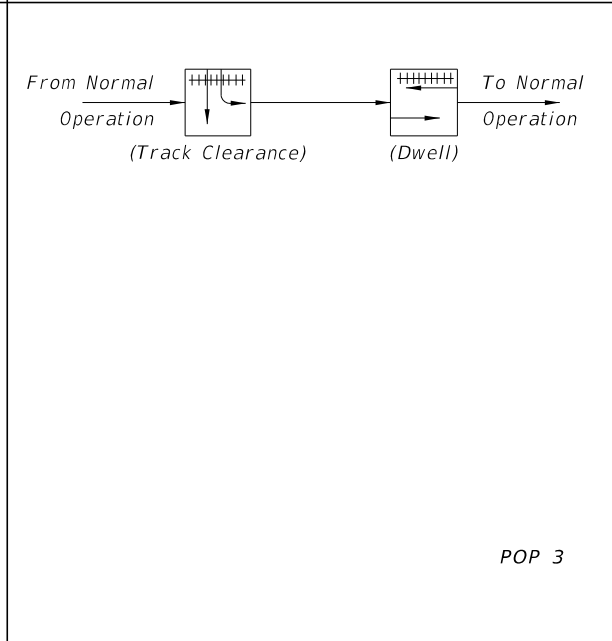 From Normal
Operation
(Track Clearance)
(Dwell)
To Normal
Operation
POP 3